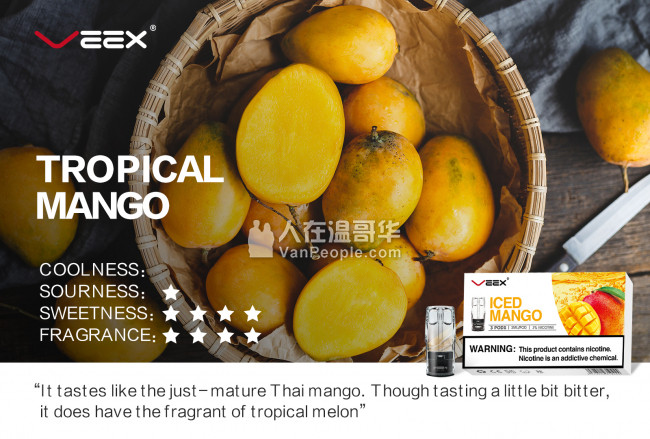 VEEX®
TROPICAL
MANGO
COOLNESS:
SOURNESS: ★
SWEETNESS: ★ ★ ★ ★
FRAGRANCE: ★ ★ ★ ★
人在温哥华
VanPeople.com
VEEX®
ICED
MANGO
3 PODS
WARNING: This product contains nicotine.
Nicotine is an addictive chemical.
“It tastes like the just-mature Thai mango. Though tasting a little bit bitter,
it does have the fragrant of tropical melon”